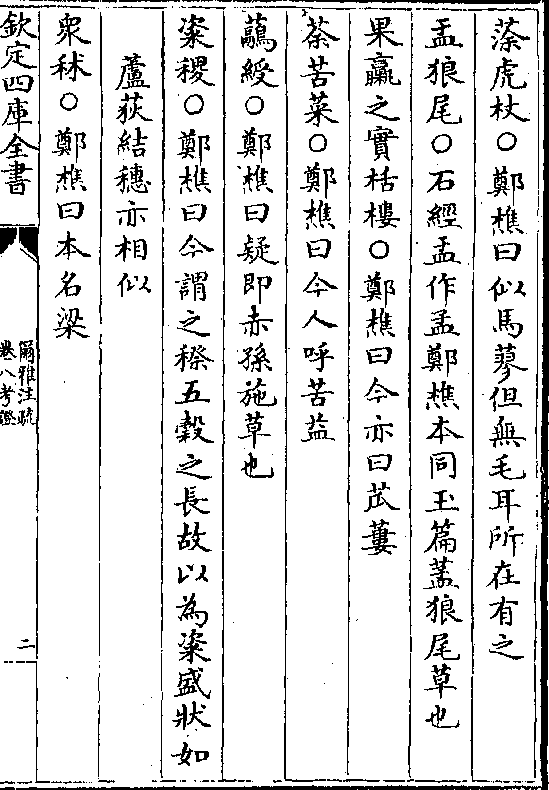 蒤虎杖○鄭樵曰似馬蓼但無毛耳所在有之
孟狼尾○石經孟作孟鄭樵本同玉篇藍狼尾草也
果臝之實栝樓○鄭樵曰今亦曰苽蔞
荼苦菜○鄭樵曰今人呼苦益
虉綬○鄭樵曰疑即赤孫施草也
粢稷○鄭樵曰今謂之穄五穀之長故以為粢盛狀如
蘆荻結穗亦相似
衆秫○鄭樵曰本名粱
欽定四庫全書
爾雅注疏
卷八考證
二